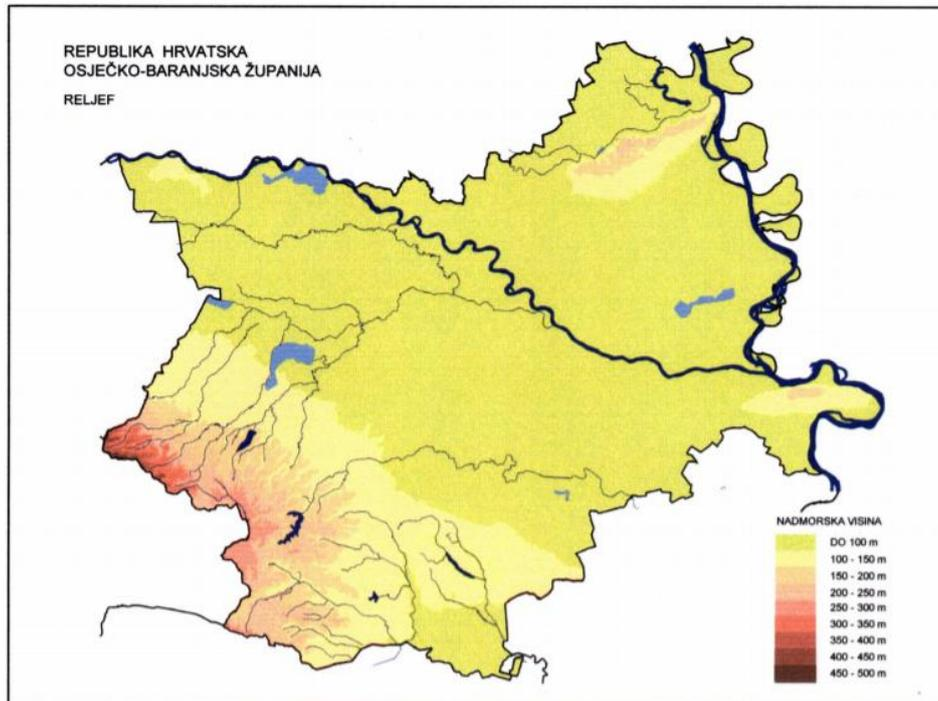 REPUBLIKA HRVATSKA
OSJEČKO-BARANJSKA ŽUPANIJA
RELJEF
NADMORSKA VISINA
DO 100 m
100 - 150 m
150 - 200 m
200 - 250 m
250 - 300 m
300 - 350 m
350 - 400 m
400 - 450 m
450 - 500 m